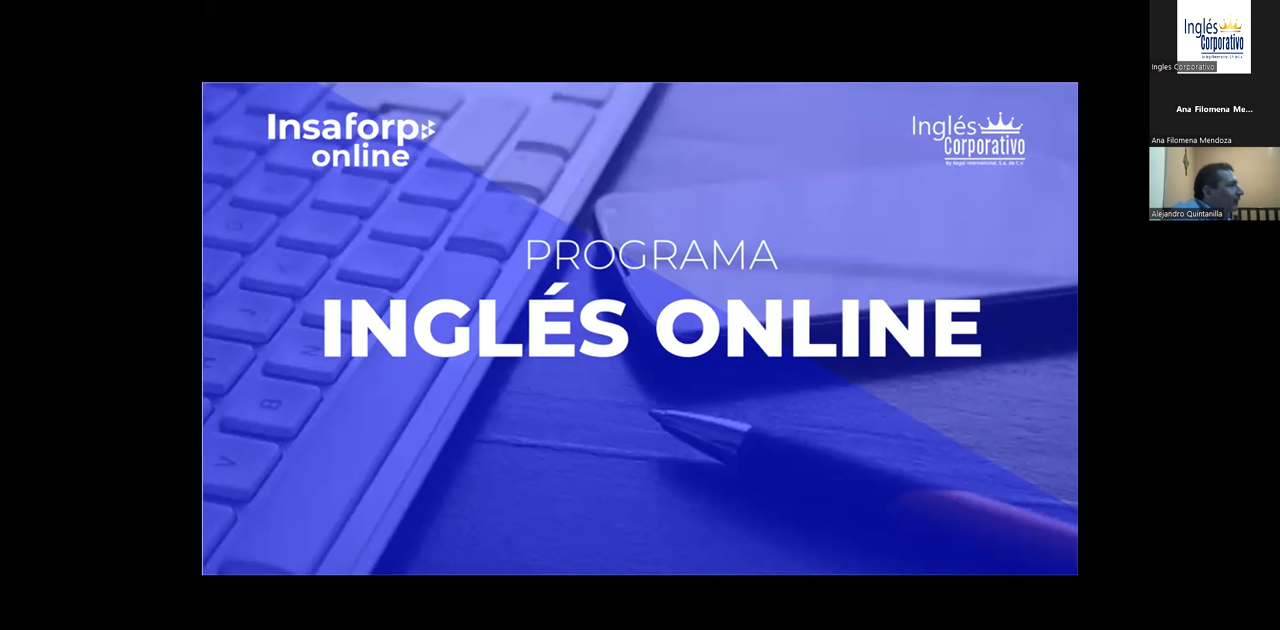 Insaforp
online
Inglés
Corporativo
PROGRAMA
INGLÉS ONLINE
Inglés
Corporativo
Ingles Corporativo
Ana Filomena Me...
Ana Filomena Mendoza
Alejandro Quintanilla